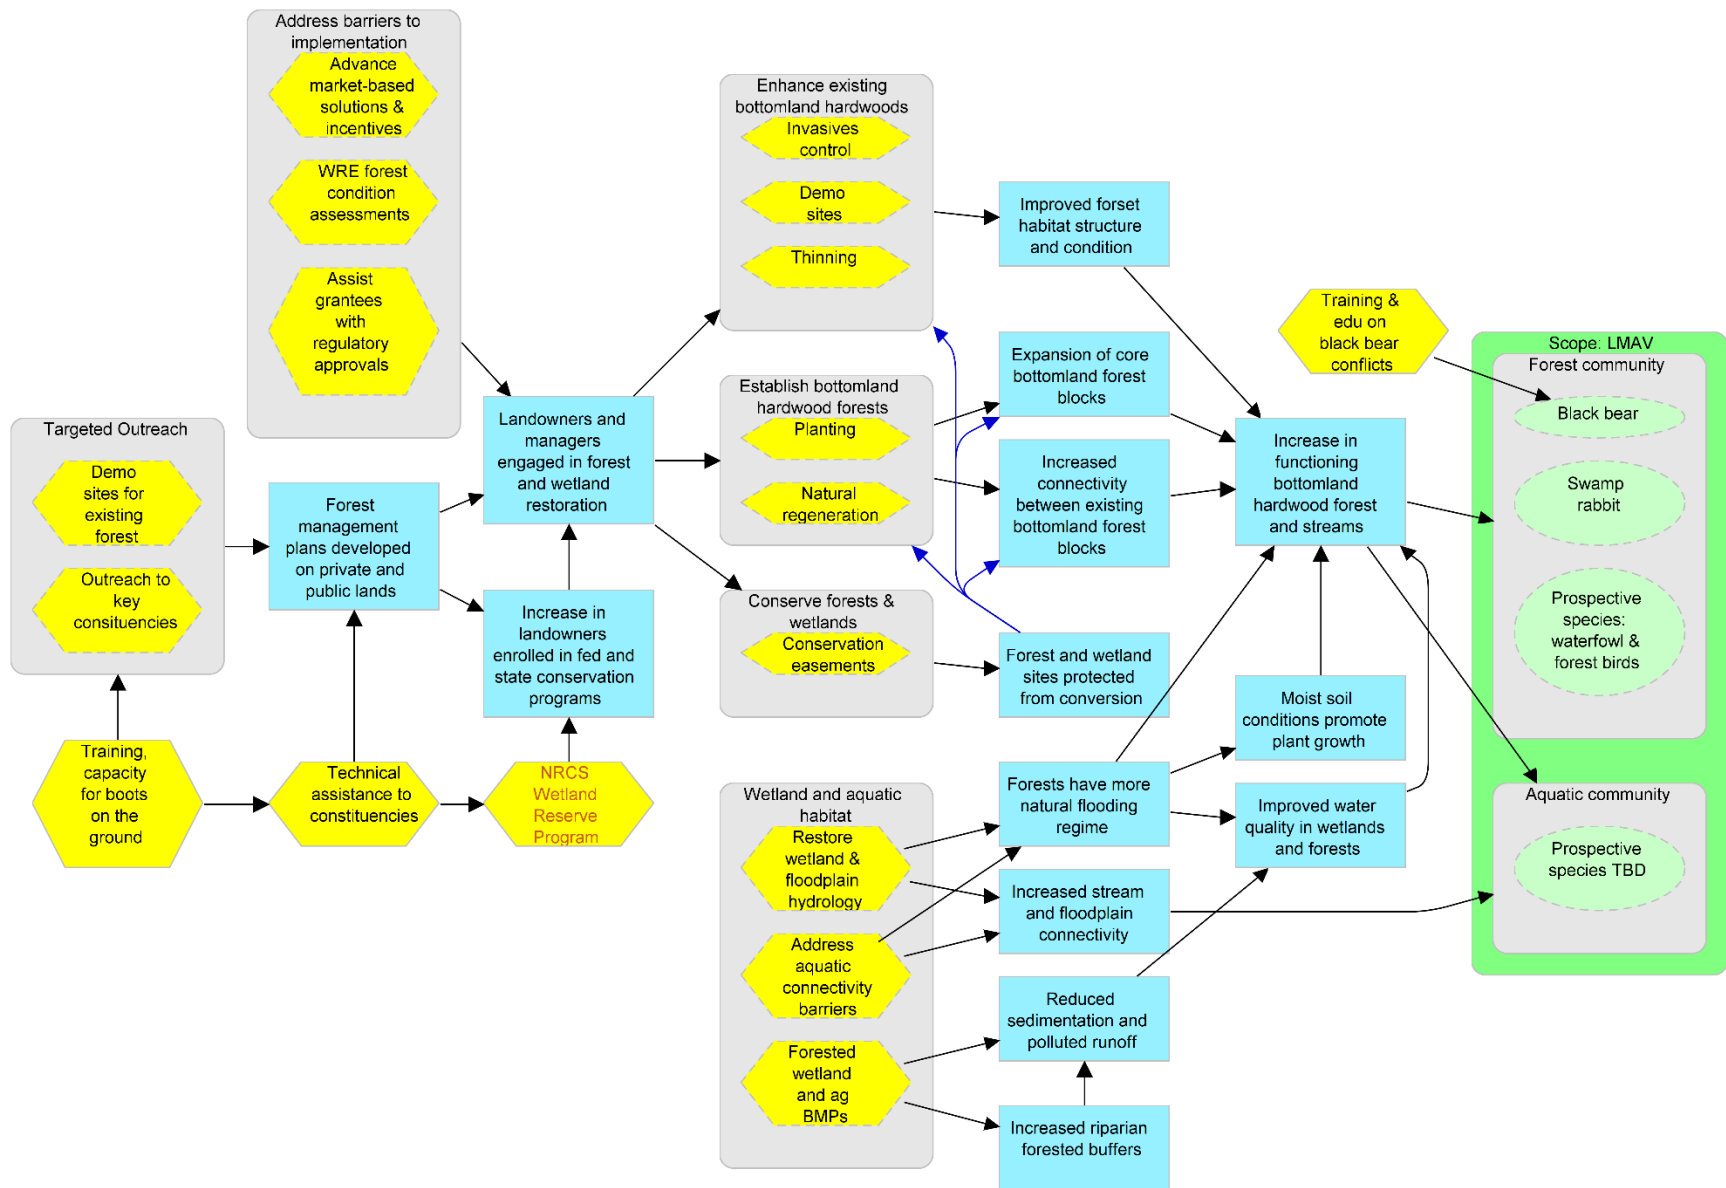 Address barriers to
implementation
Advance
market-based
solutions &
incentives
WRE forest
condition
assessments
Assist
grantees
with
regulatory
approvals
Targeted Outreach
Demo
sites for
existing
forest
Outreach to
key
consituencies
Training,
capacity
for boots
on the
ground
Forest
management
plans developed
on private and
public lands
Technical
assistance to
constituencies
Landowners and
managers
engaged in forest
and wetland
restoration
Increase in
landowners
enrolled in fed and
state conservation
programs
NRCS
Wetland
Reserve
Program
Enhance existing
bottomland hardwoods
Invasives
control
Demo
sites
Thinning
Establish bottomland
hardwood forests
Planting
Natural
regeneration
Conserve forests &
wetlands
Conservation
easements
Wetland and aquatic
habitat
Restore
wetland &
floodplain
hydrology
Address
aquatic
connectivity
barriers
Forested
wetland
and ag
BMPs
Improved forset
habitat structure
and condition
Expansion of core
bottomland forest
blocks
Increased
connectivity
between existing
bottomland forest
blocks
Forest and wetland
sites protected
from conversion
Forests have more
natural flooding
regime
Increased stream
and floodplain
connectivity
Reduced
sedimentation and
polluted runoff
Increased riparian
forested buffers
Training &
edu on
black bear
conflicts
Increase in
functioning
bottomland
hardwood forest
and streams
Moist soil
conditions promote
plant growth
Improved water
quality in wetlands
and forests
Scope: LMAV
Forest community
Black bear
Swamp
rabbit
Prospective
species:
waterfowl &
forest birds
Aquatic community
Prospective
species TBD